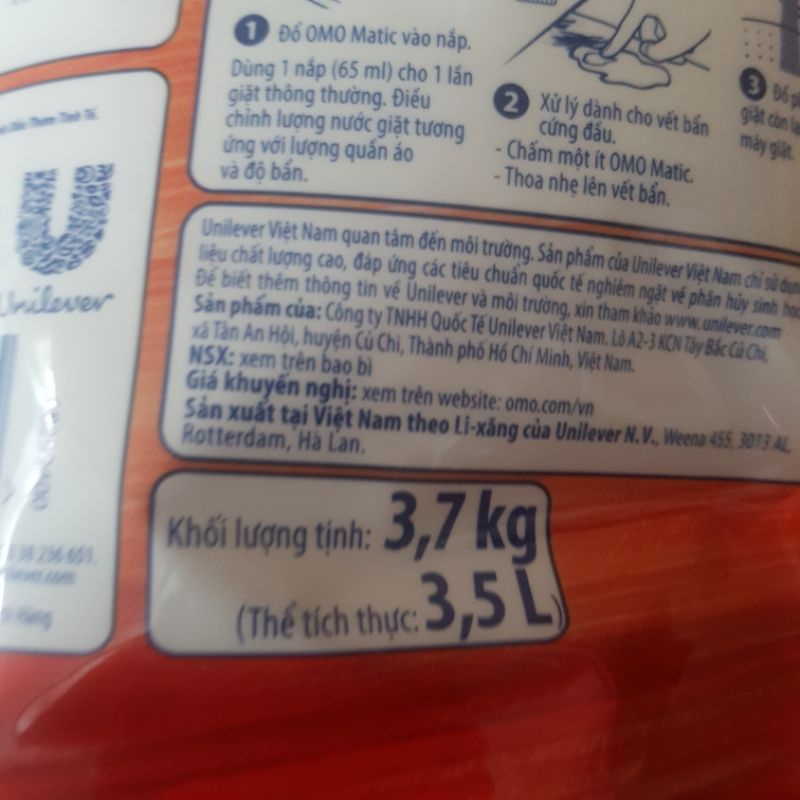 1 Đổ OMO Matic vào nắp.
Dùng 1 nắp (65 ml) cho 1 lần
giặt thông thường. Điều
chỉnh lượng nước giặt tương
ứng với lượng quần áo
và độ bẩn.
2 Xử lý dành cho vết bẩn
cứng đầu.
- Chấm một ít OMO Matic.
- Thoa nhẹ lên vết bẩn.
3 Đổ
giặt còn
máy giặt.
Unilever
Unilever Việt Nam quan tâm đến môi trường. Sản phẩm của Unilever Việt Nam chỉ sử dụng
liệu chất lượng cao, đáp ứng các tiêu chuẩn quốc tế nghiêm ngặt về phân hủy sinh học
Để biết thêm thông tin về Unilever và môi trường, xin tham khảo www.unilever.com
Sản phẩm của: Công ty TNHH Quốc Tế Unilever Việt Nam. Lô A2-3 KCN Tây Bắc Củ Chi,
xã Tân An Hội, huyện Củ Chi, Thành phố Hồ Chí Minh, Việt Nam.
NSX: xem trên bao bì
Giá khuyến nghị: xem trên website: omo.com/vn
Sản xuất tại Việt Nam theo Li-xăng của Unilever N.V., Weena 455, 3013 AL,
Rotterdam, Hà Lan.
Khối lượng tịnh: 3,7 kg
(Thể tích thực: 3,5 L)